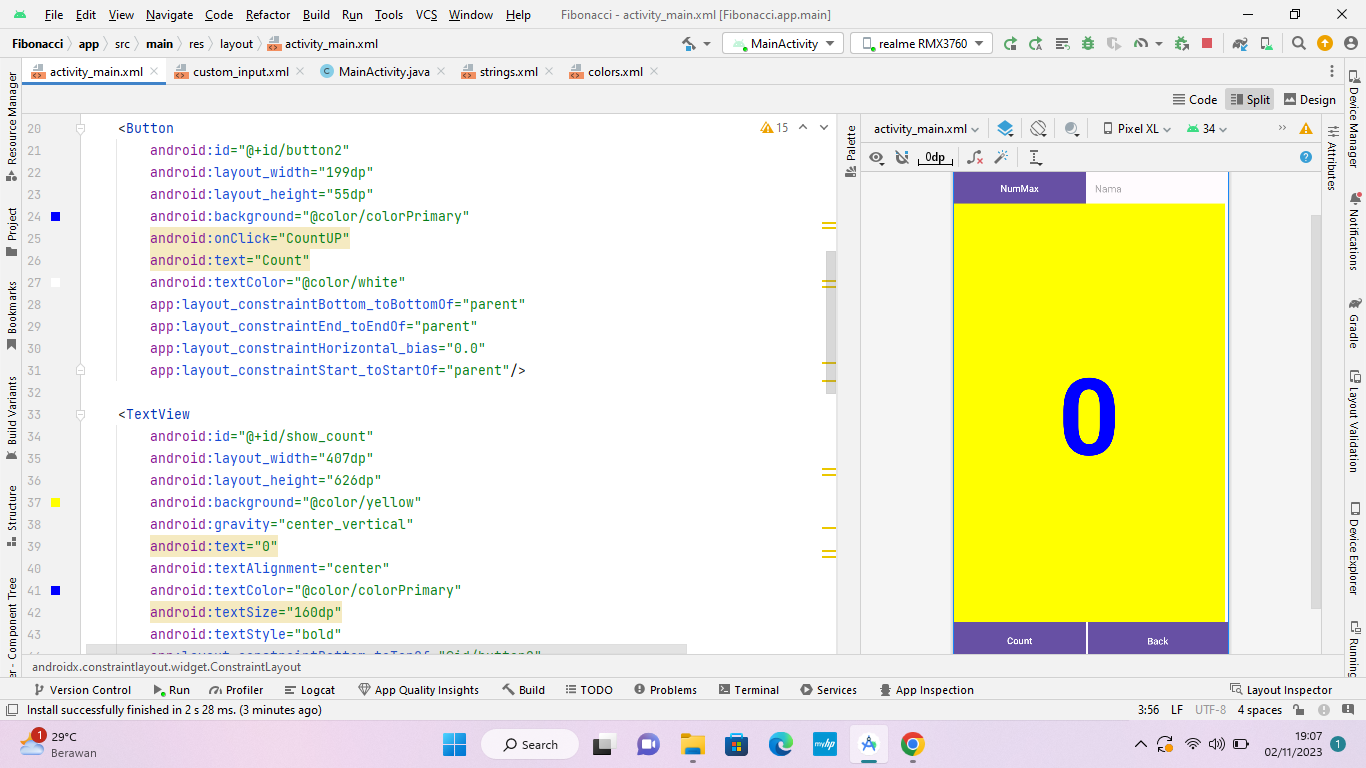 File Edit View Navigate Code Refactor Build Run Tools VCS Window Help Fibonacci - activity_main.xml [Fibonacci.app.main]
Fibonacci app src main res layout activity_main.xml MainActivity realme RMX3760
activity_main.xml custom_input.xml MainActivity.java strings.xml colors.xml
Code Split Design
Resource Manager
Project
Bookmarks
Build Variants
Structure
Component Tree
20 <Button
21 android:id="@+id/button2"
22 android:layout_width="199dp"
23 android:layout_height="55dp"
24 android:background="@color/colorPrimary"
25 android:onClick="CountUP"
26 android:text="Count"
27 android:textColor="@color/white"
28 app:layout_constraintBottom_toBottomOf="parent"
29 app:layout_constraintEnd_toEndOf="parent"
30 app:layout_constraintHorizontal_bias="0.0"
31 app:layout_constraintStart_toStartOf="parent"/>
32
33 <TextView
34 android:id="@+id/show_count"
35 android:layout_width="407dp"
36 android:layout_height="626dp"
37 android:background="@color/yellow"
38 android:gravity="center_vertical"
39 android:text="0"
40 android:textAlignment="center"
41 android:textColor="@color/colorPrimary"
42 android:textSize="160dp"
43 android:textStyle="bold"
15
Palette
activity_main.xml Pixel XL 34
0dp
NumMax Nama
0
Count Back
Attributes
Device Manager
Notifications
Gradle
Layout Validation
Device Explorer
Running
androidx.constraintlayout.widget.ConstraintLayout
Version Control Run Profiler Logcat App Quality Insights Build TODO Problems Terminal Services App Inspection Layout Inspector
Install successfully finished in 2 s 28 ms. (3 minutes ago) 3:56 LF UTF-8 4 spaces
1 29°C
Berawan
Search
myhp
19:07
02/11/2023
1